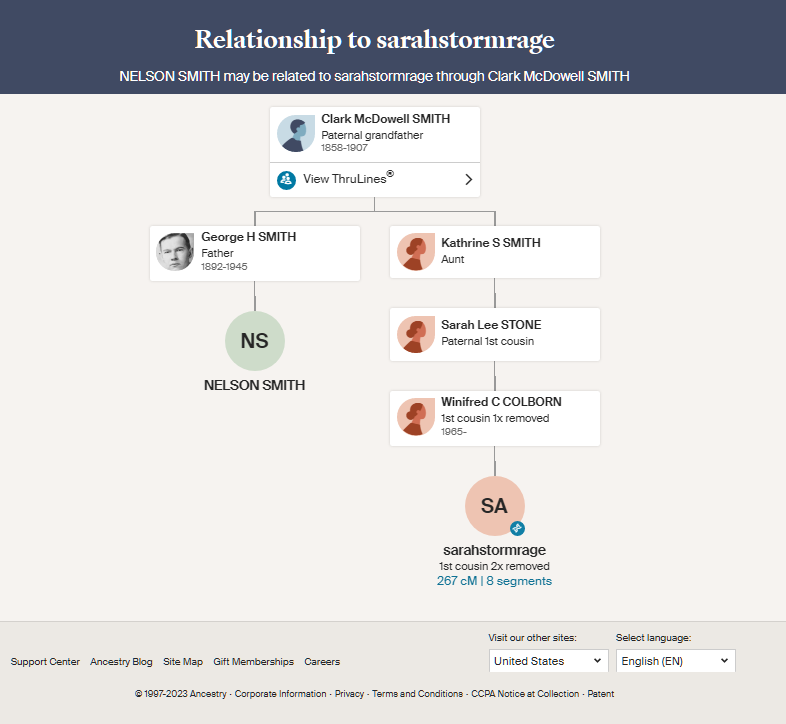 Relationship to sarahstormrage
NELSON SMITH may be related to sarahstormrage through Clark McDowell SMITH
Clark McDowell SMITH
Paternal grandfather
1858-1907
View ThruLines®
George H SMITH
Father
1892-1945
Kathrine S SMITH
Aunt
NS
NELSON SMITH
Sarah Lee STONE
Paternal 1st cousin
Winifred C COLBORN
1st cousin 1x removed
1965-
SA
sarahstormrage
1st cousin 2x removed
267 cM | 8 segments
Visit our other sites:
Select language:
Support Center Ancestry Blog Site Map Gift Memberships Careers
United States
English (EN)
© 1997-2023 Ancestry · Corporate Information · Privacy · Terms and Conditions · CCPA Notice at Collection · Patent